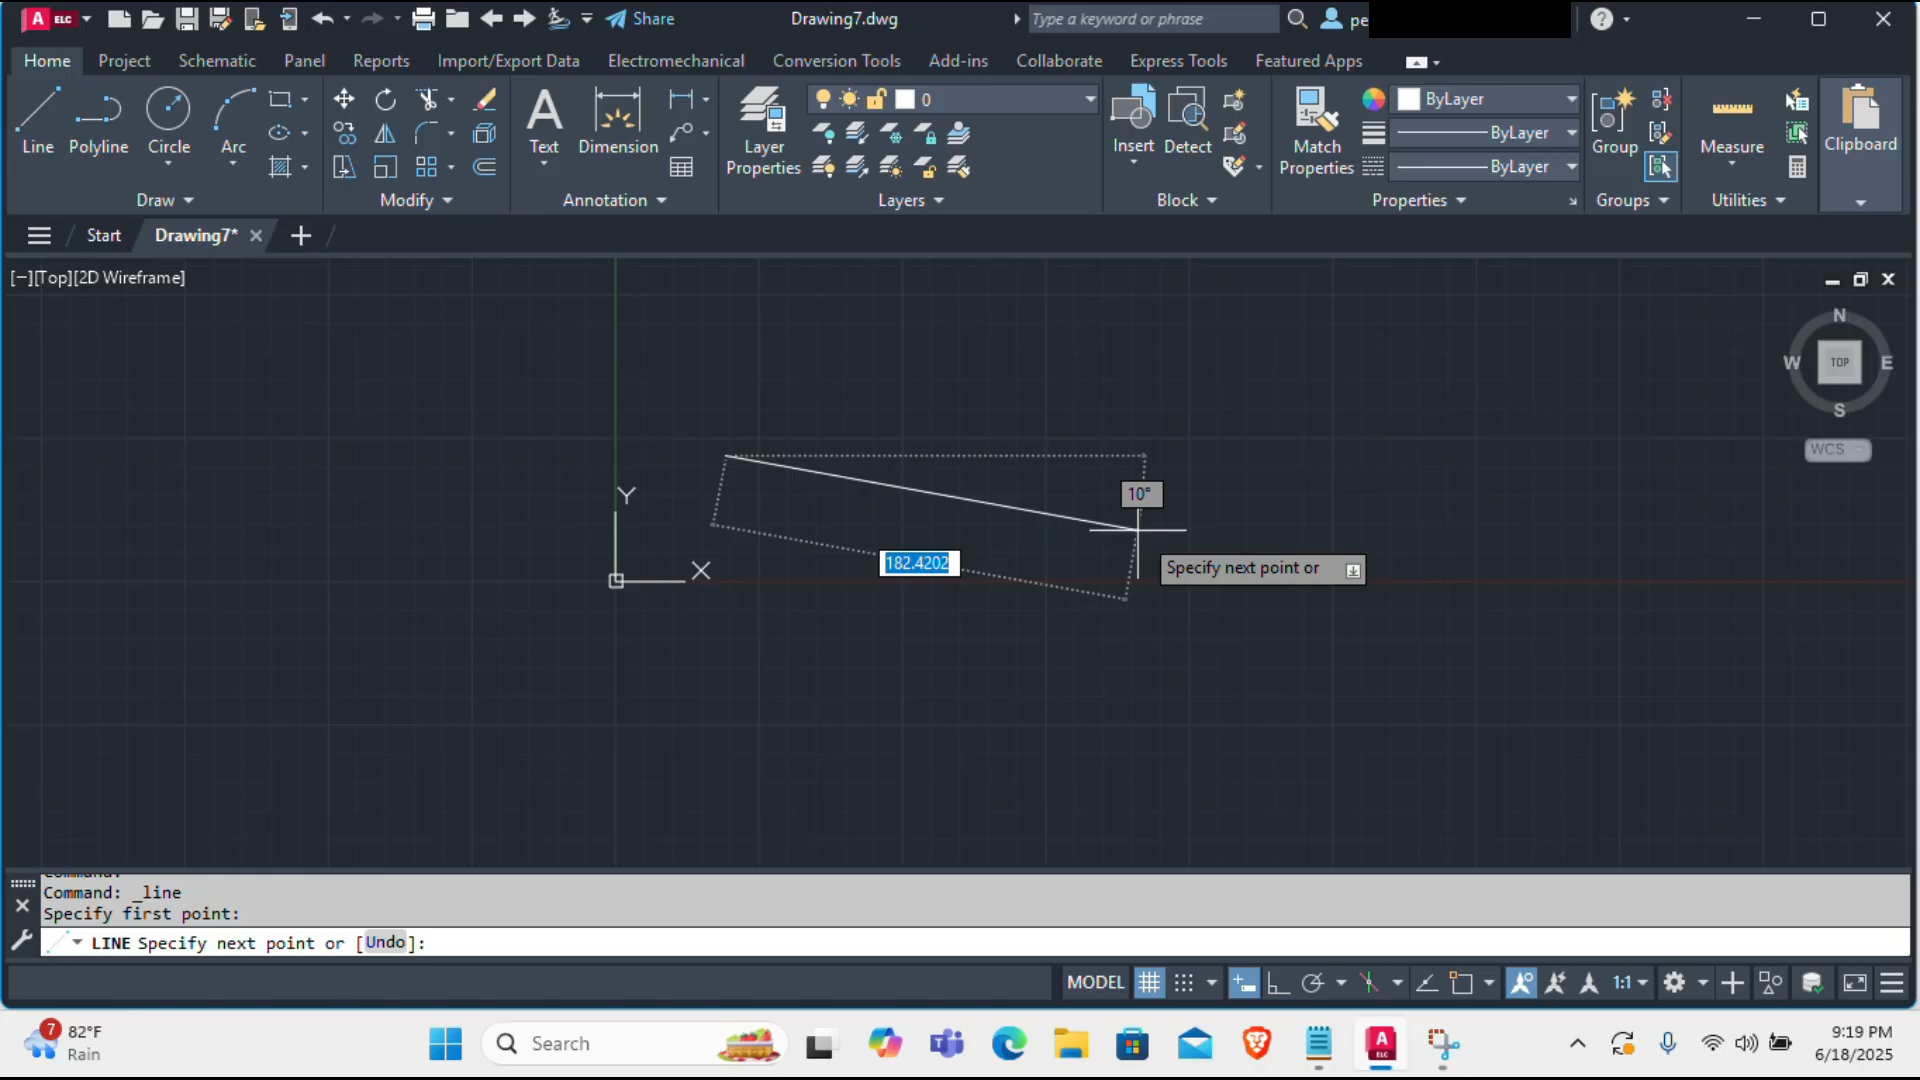 A ELC Share Drawing7.dwg Type a keyword or phrase pe
Home Project Schematic Panel Reports Import/Export Data Electromechanical Conversion Tools Add-ins Collaborate Express Tools Featured Apps
0 ByLayer
ByLayer
Line Polyline Circle Arc Text Dimension Layer Properties Insert Detect Match Properties Group Measure Clipboard
ByLayer
Draw Modify Annotation Layers Block Properties Groups Utilities
Start Drawing7*
[−][Top][2D Wireframe]
N
W TOP E
S
WCS
Y
X
10°
182.4202
Specify next point or
Command: _line
Specify first point:
LINE Specify next point or [Undo]:
MODEL 1:1
7 82°F
Rain
Search
9:19 PM
6/18/2025